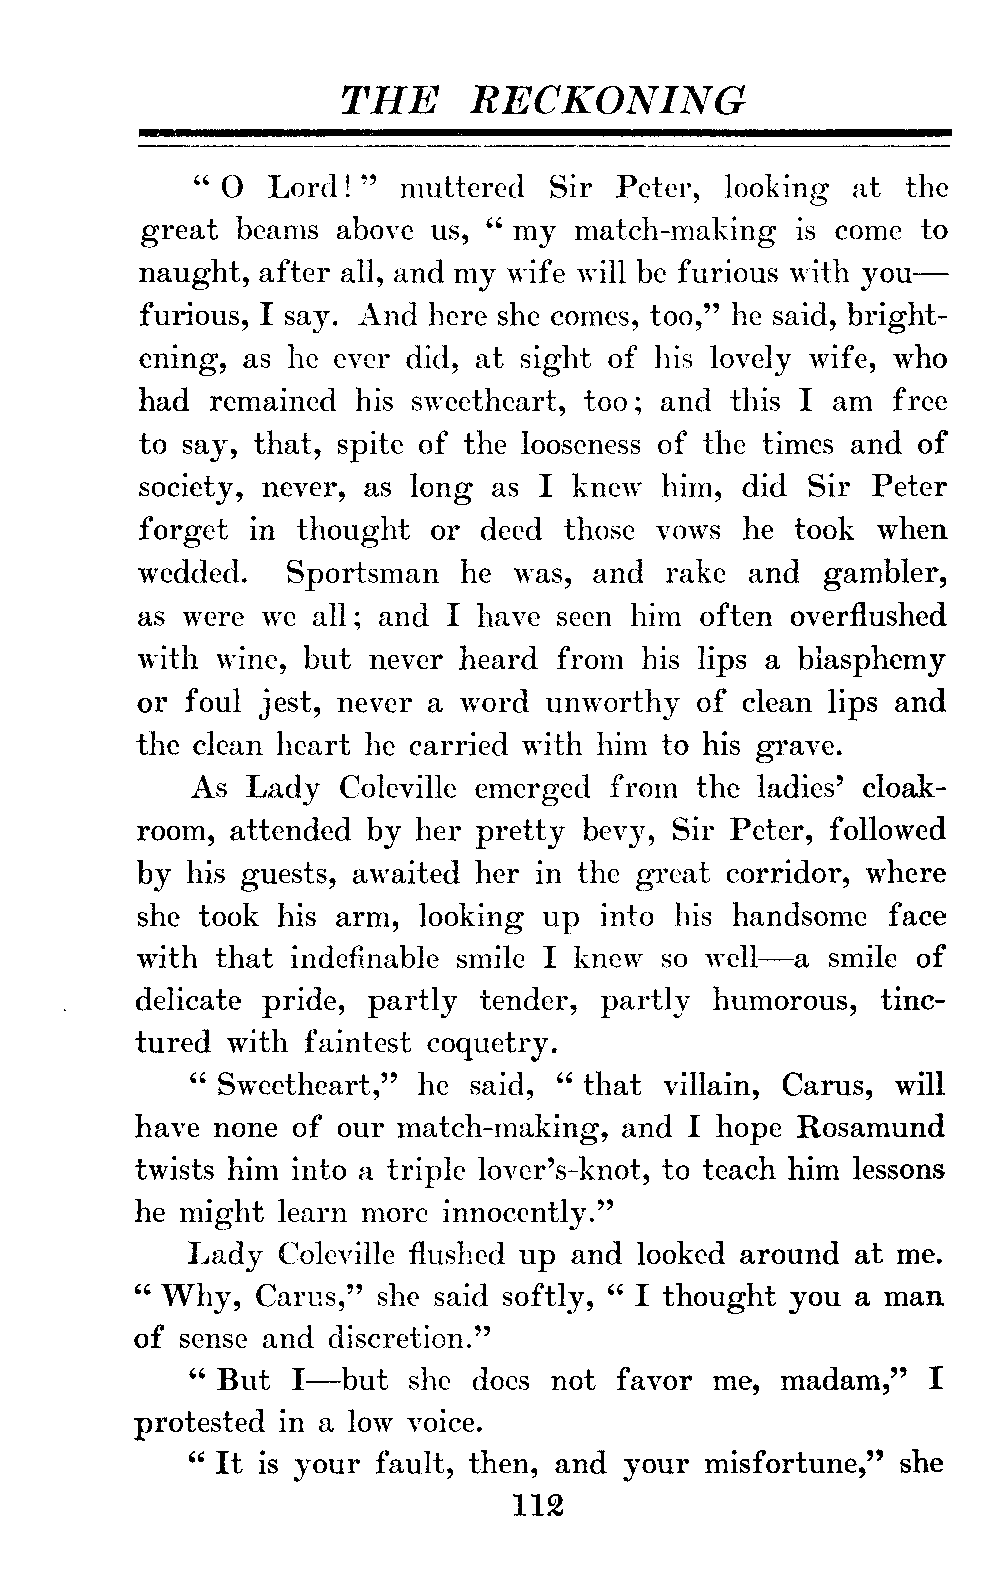 THE RECKONING
“ O Lord! ” muttered Sir Peter, looking at the
great beams above us, “ my match-making is come to
naught, after all, and my wife will be furious with you—
furious, I say. And here she comes, too,” he said, bright-
ening, as he ever did, at sight of his lovely wife, who
had remained his sweetheart, too; and this I am free
to say, that, spite of the looseness of the times and of
society, never, as long as I knew him, did Sir Peter
forget in thought or deed those vows he took when
wedded. Sportsman he was, and rake and gambler,
as were we all; and I have seen him often overflushed
with wine, but never heard from his lips a blasphemy
or foul jest, never a word unworthy of clean lips and
the clean heart he carried with him to his grave.
As Lady Coleville emerged from the ladies’ cloak-
room, attended by her pretty bevy, Sir Peter, followed
by his guests, awaited her in the great corridor, where
she took his arm, looking up into his handsome face
with that indefinable smile I knew so well—a smile of
delicate pride, partly tender, partly humorous, tinc-
tured with faintest coquetry.
“ Sweetheart,” he said, “ that villain, Carus, will
have none of our match-making, and I hope Rosamund
twists him into a triple lover’s-knot, to teach him lessons
he might learn more innocently.”
Lady Coleville flushed up and looked around at me.
“ Why, Carus,” she said softly, “ I thought you a man
of sense and discretion.”
“ But I—but she does not favor me, madam,” I
protested in a low voice.
“ It is your fault, then, and your misfortune,” she
112